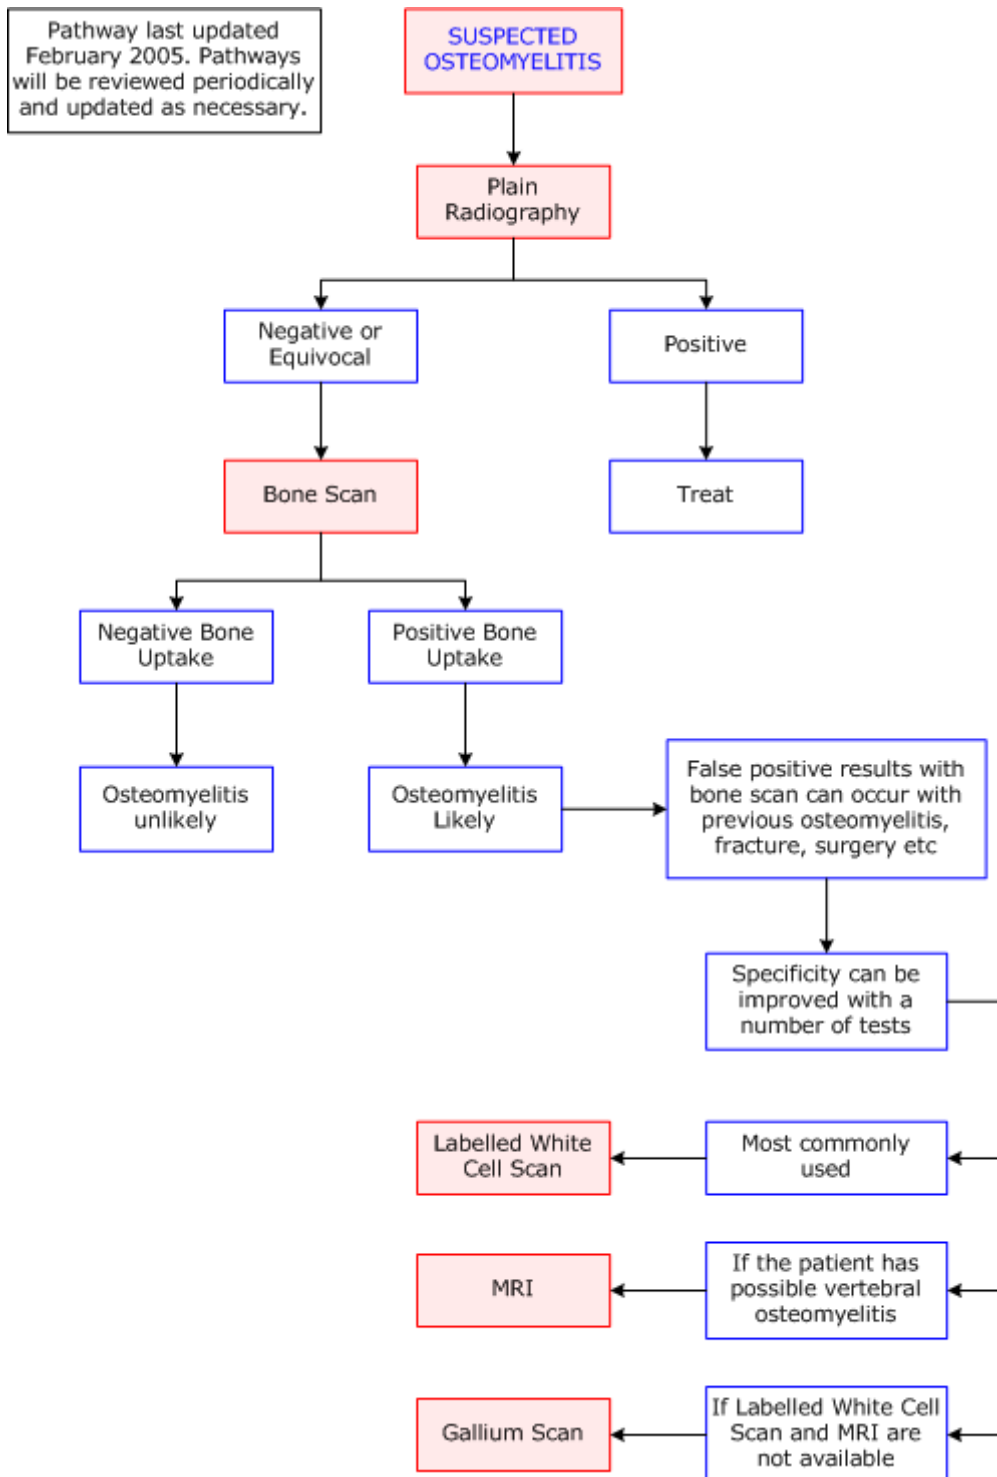 Pathway last updated
February 2005. Pathways
will be reviewed periodically
and updated as necessary.
SUSPECTED
OSTEOMYELITIS
Plain
Radiography
Negative or
Equivocal
Positive
Bone Scan
Treat
Negative Bone
Uptake
Positive Bone
Uptake
Osteomyelitis
unlikely
Osteomyelitis
Likely
False positive results with
bone scan can occur with
previous osteomyelitis,
fracture, surgery etc
Specificity can be
improved with a
number of tests
Labelled White
Cell Scan
Most commonly
used
MRI
If the patient has
possible vertebral
osteomyelitis
Gallium Scan
If Labelled White Cell
Scan and MRI are
not available